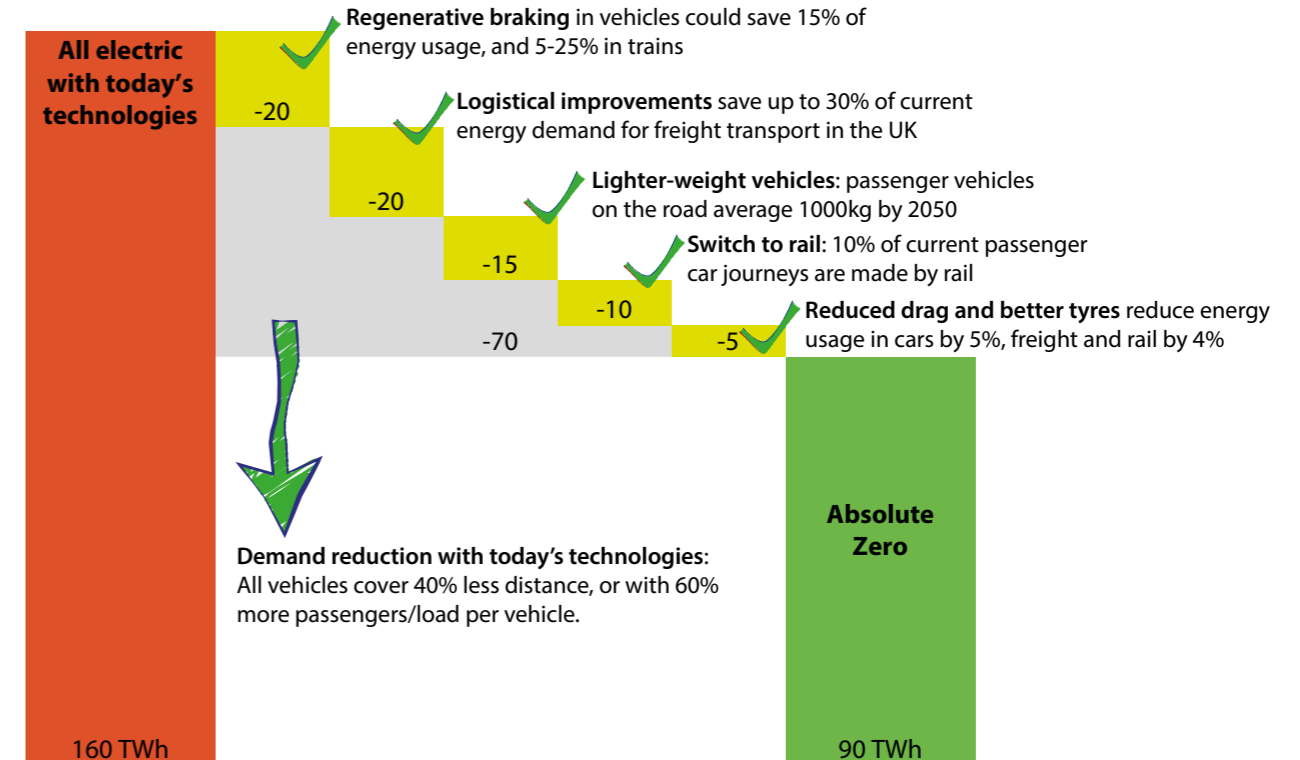 All electric
with today's
technologies
-20
Regenerative braking in vehicles could save 15% of
energy usage, and 5-25% in trains
-20
Logistical improvements save up to 30% of current
energy demand for freight transport in the UK
-15
Lighter-weight vehicles: passenger vehicles
on the road average 1000kg by 2050
-10
Switch to rail: 10% of current passenger
car journeys are made by rail
-70
-5
Reduced drag and better tyres reduce energy
usage in cars by 5%, freight and rail by 4%
Demand reduction with today's technologies:
All vehicles cover 40% less distance, or with 60%
more passengers/load per vehicle.
Absolute
Zero
160 TWh
90 TWh